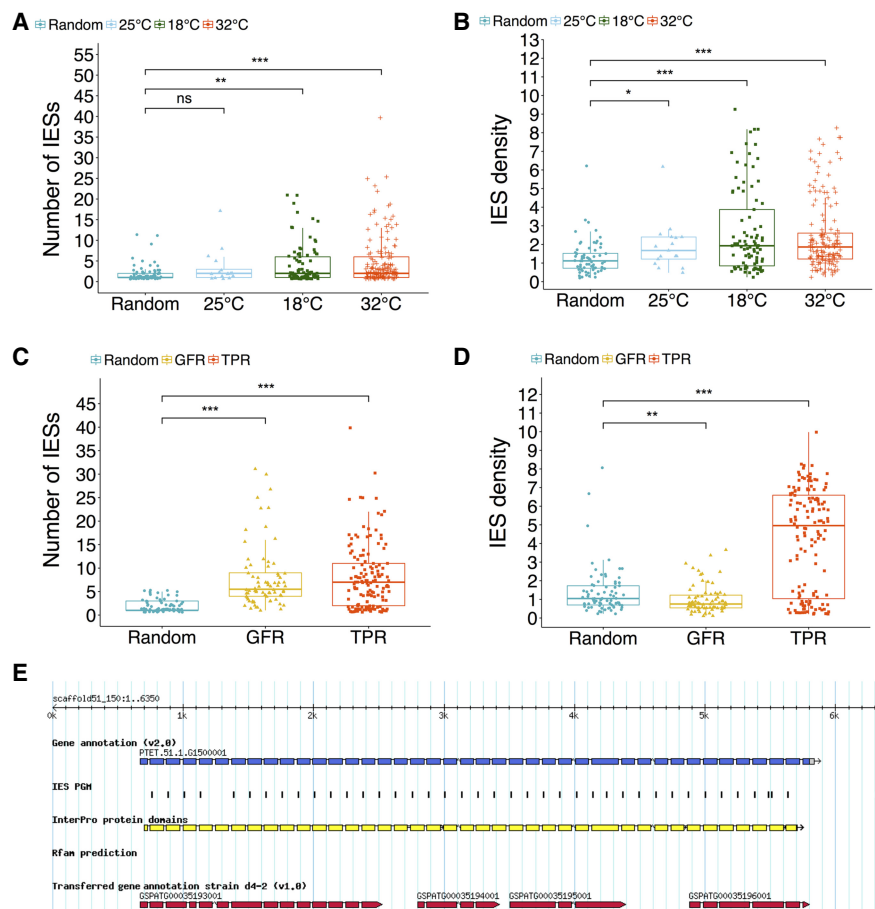 A
Random 25°C 18°C 32°C
Number of IESs
55
50
45
40
35
30
25
20
15
10
5
0
ns
**
***
Random 25°C 18°C 32°C
B
Random 25°C 18°C 32°C
IES density
13
12
11
10
9
8
7
6
5
4
3
2
1
0
*
***
***
Random 25°C 18°C 32°C
C
Random GFR TPR
Number of IESs
45
40
35
30
25
20
15
10
5
0
***
***
Random GFR TPR
D
Random GFR TPR
IES density
12
11
10
9
8
7
6
5
4
3
2
1
0
**
***
Random GFR TPR
E
scaffold51_150:1..6350
0k 1k 2k 3k 4k 5k 6k
Gene annotation (v2.0)
PTET.51.1.G1500001
IES PGM
InterPro protein domains
Rfam prediction
Transferred gene annotation strain d4-2 (v1.0)
GSPATG00035193001 GSPATG00035194001 GSPATG00035195001 GSPATG00035196001